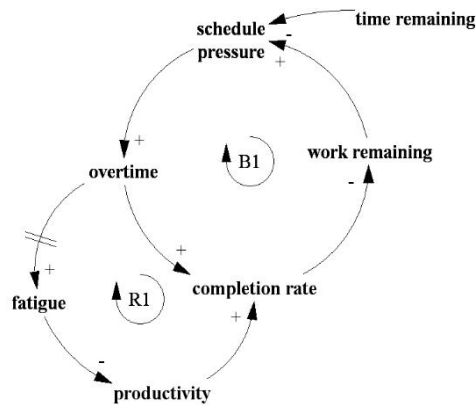 schedule
pressure
time remaining
-
+
+
overtime
B1
work remaining
-
+
+
fatigue
R1
completion rate
+
-
productivity